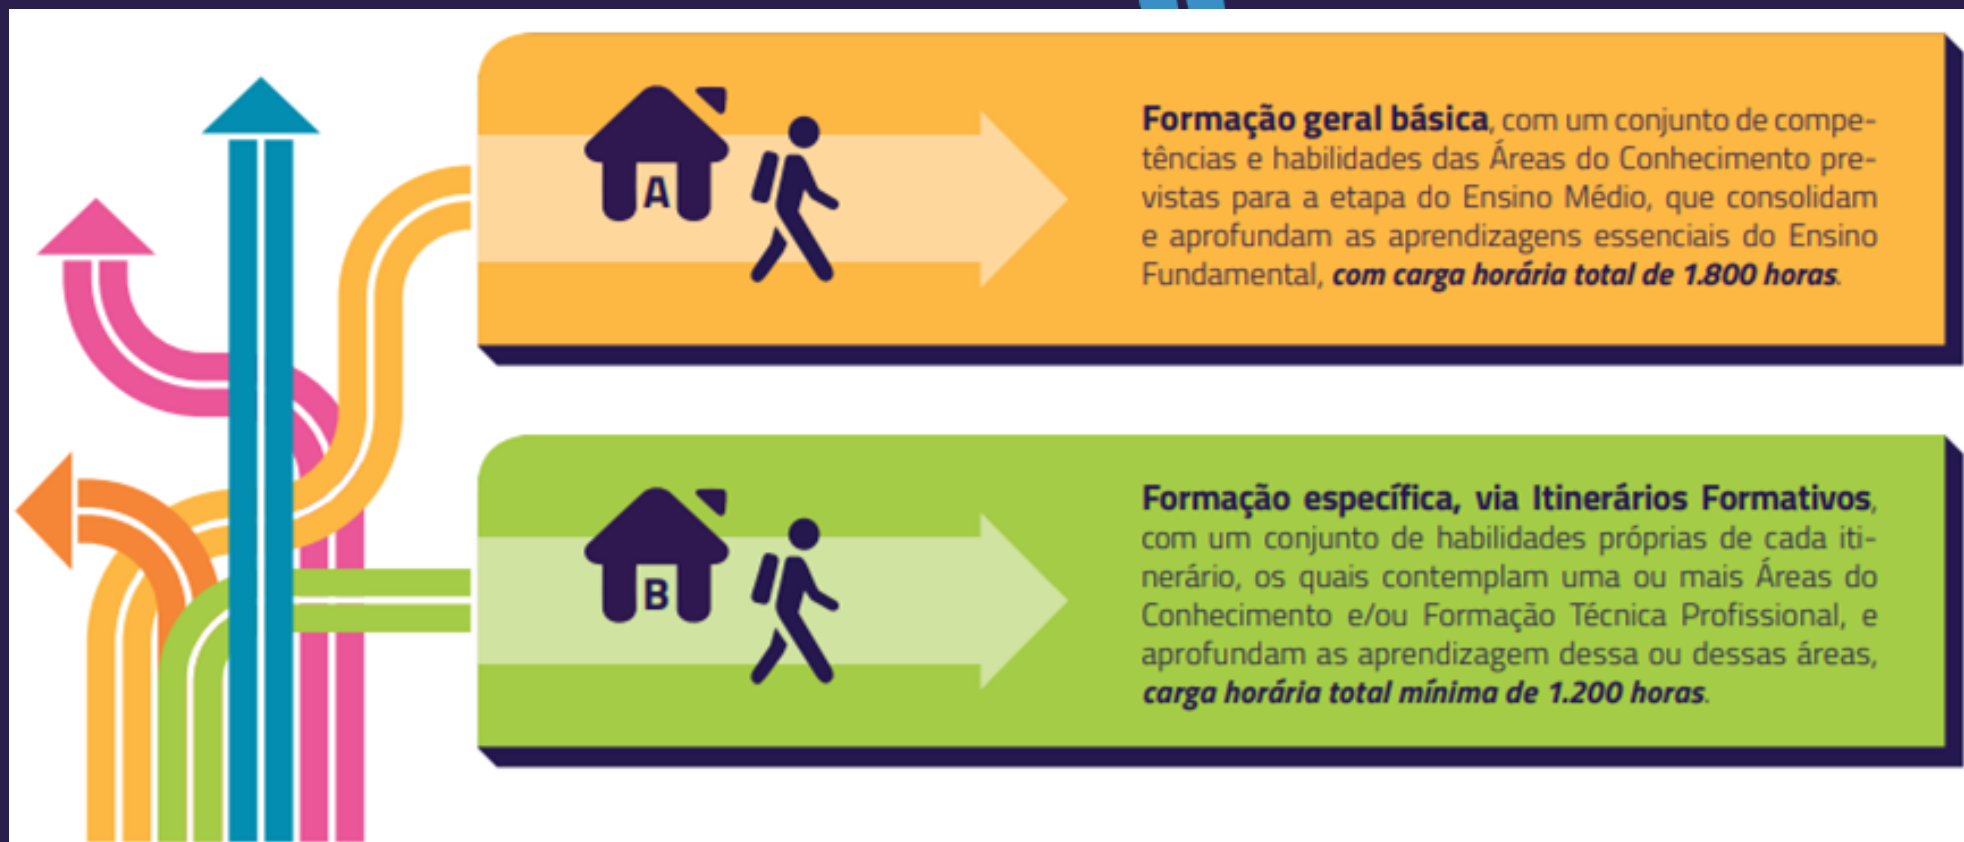 A
Formação geral básica, com um conjunto de compe-
tências e habilidades das Áreas do Conhecimento pre-
vistas para a etapa do Ensino Médio, que consolidam
e aprofundam as aprendizagens essenciais do Ensino
Fundamental, com carga horária total de 1.800 horas.
B
Formação específica, via Itinerários Formativos,
com um conjunto de habilidades próprias de cada iti-
nerário, os quais contemplam uma ou mais Áreas do
Conhecimento e/ou Formação Técnica Profissional, e
aprofundam as aprendizagem dessa ou dessas áreas,
carga horária total mínima de 1.200 horas.